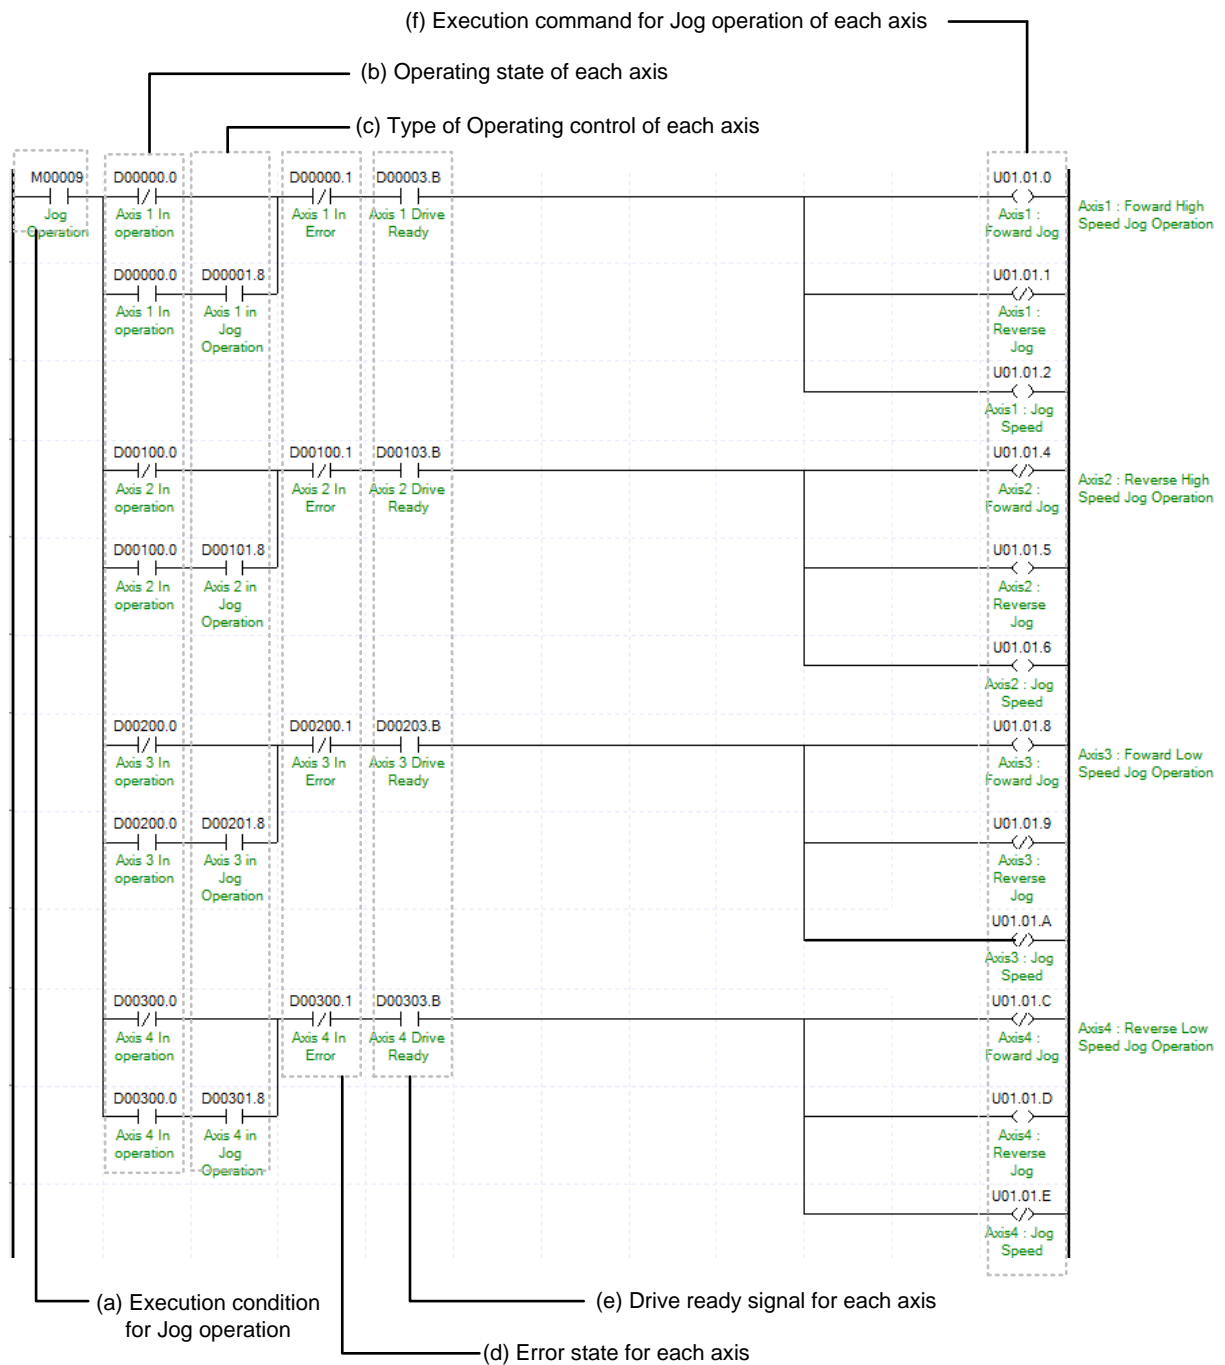 (f) Execution command for Jog operation of each axis
(b) Operating state of each axis
(c) Type of Operating control of each axis
M00009
Jog
Operation
D00000.0
Axis 1 In
operation
D00000.1
Axis 1 In
Error
D00003.B
Axis 1 Drive
Ready
U01.01.0
Axis1 :
Foward Jog
Axis1 : Foward High
Speed Jog Operation
D00000.0
Axis 1 In
operation
D00001.8
Axis 1 in
Jog
Operation
U01.01.1
Axis1 :
Reverse
Jog
U01.01.2
Axis1 : Jog
Speed
D00100.0
Axis 2 In
operation
D00100.1
Axis 2 In
Error
D00103.B
Axis 2 Drive
Ready
U01.01.4
Axis2 :
Foward Jog
Axis2 : Reverse High
Speed Jog Operation
D00100.0
Axis 2 In
operation
D00101.8
Axis 2 in
Jog
Operation
U01.01.5
Axis2 :
Reverse
Jog
U01.01.6
Axis2 : Jog
Speed
D00200.0
Axis 3 In
operation
D00200.1
Axis 3 In
Error
D00203.B
Axis 3 Drive
Ready
U01.01.8
Axis3 :
Foward Jog
Axis3 : Foward Low
Speed Jog Operation
D00200.0
Axis 3 In
operation
D00201.8
Axis 3 in
Jog
Operation
U01.01.9
Axis3 :
Reverse
Jog
U01.01.A
Axis3 : Jog
Speed
D00300.0
Axis 4 In
operation
D00300.1
Axis 4 In
Error
D00303.B
Axis 4 Drive
Ready
U01.01.C
Axis4 :
Foward Jog
Axis4 : Reverse Low
Speed Jog Operation
D00300.0
Axis 4 In
operation
D00301.8
Axis 4 in
Jog
Operation
U01.01.D
Axis4 :
Reverse
Jog
U01.01.E
Axis4 : Jog
Speed
(a) Execution condition
for Jog operation
(e) Drive ready signal for each axis
(d) Error state for each axis